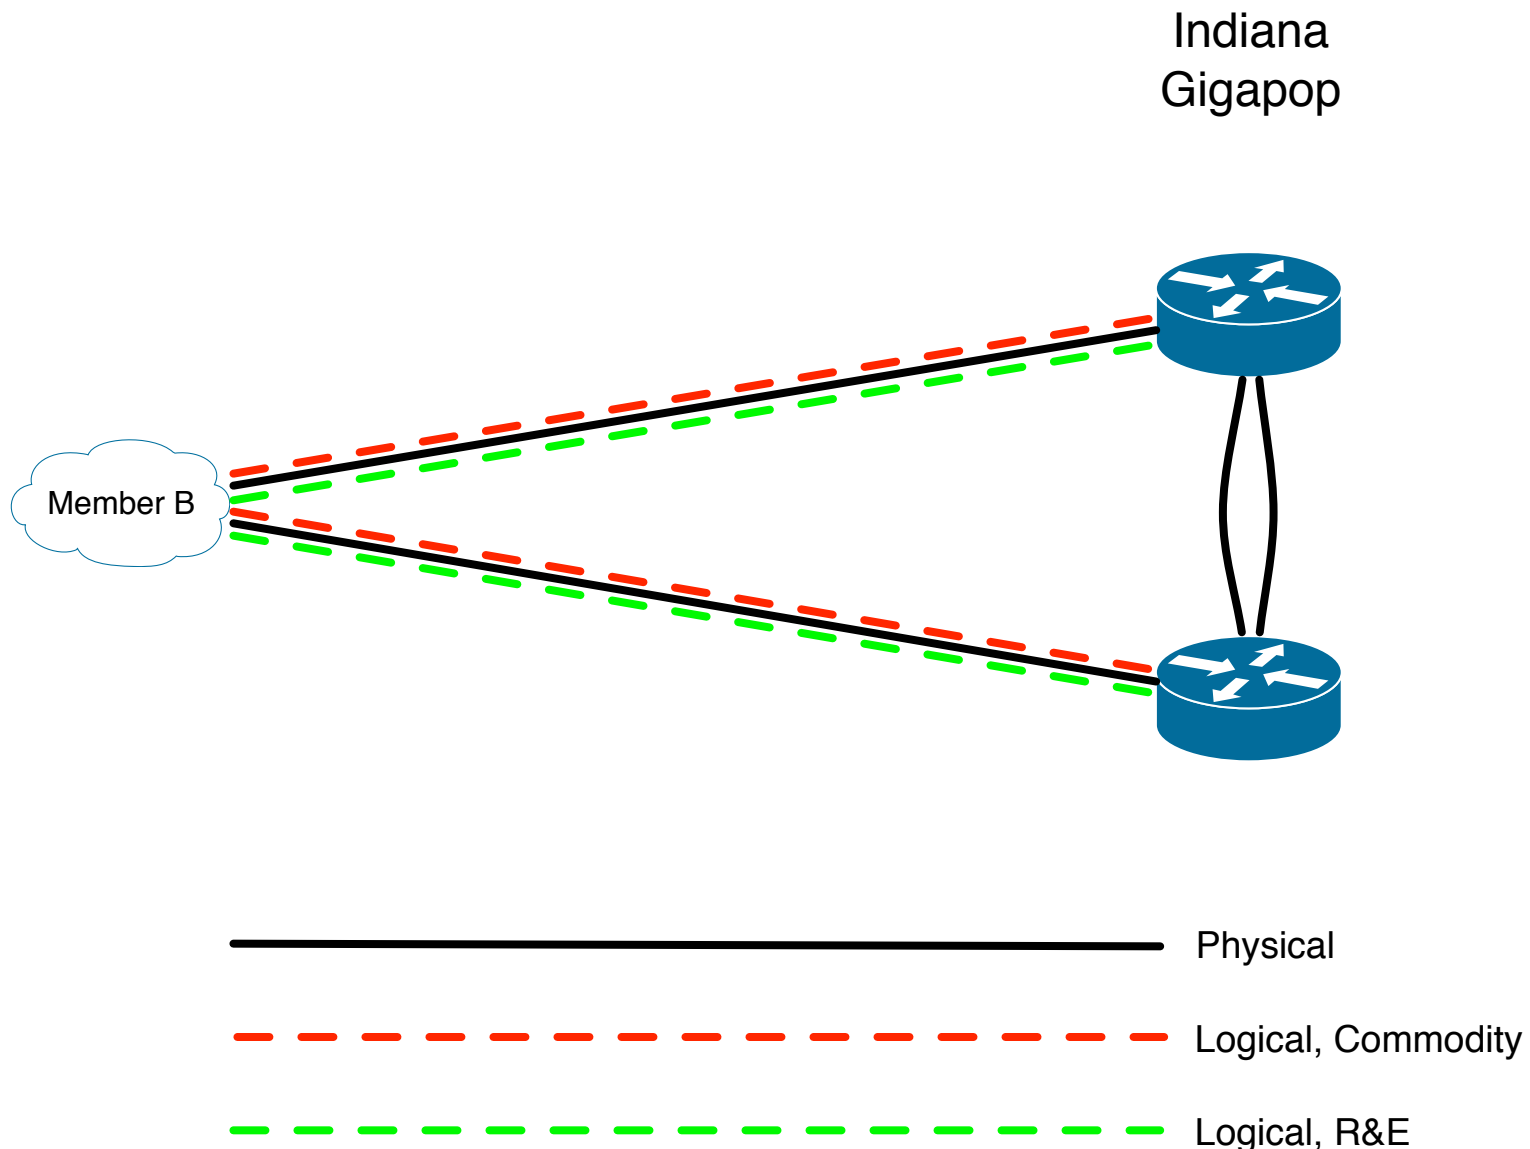 Indiana
Gigapop
Member B
Physical
Logical, Commodity
Logical, R&E